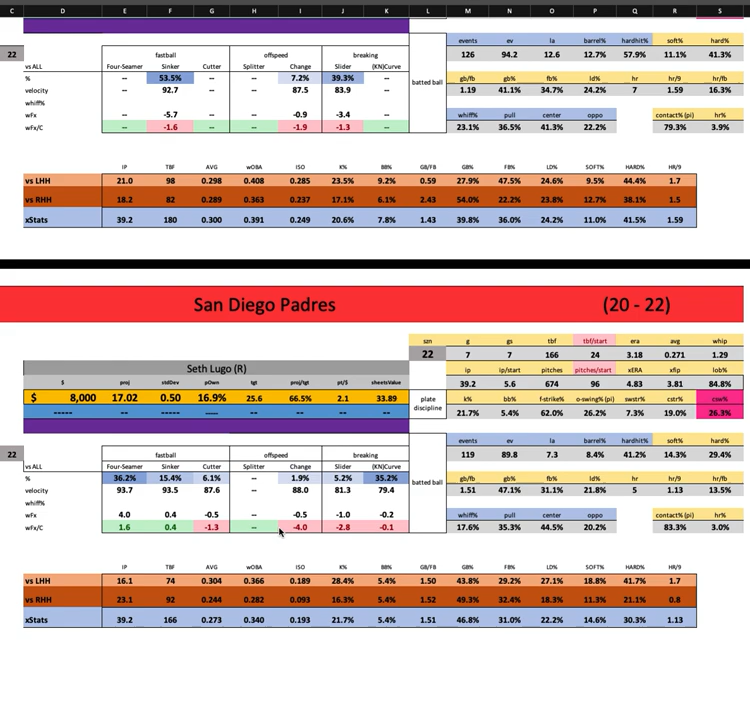 C D E F G H I J K L M N O P Q R S
events ev la barrel% hardhit% soft% hard%
22 126 94.2 12.6 12.7% 57.9% 11.1% 41.3%
fastball offspeed breaking
vs ALL Four-Seamer Sinker Cutter Splitter Change Slider (KN)Curve
gb/fb gb% fb% ld% hr hr/9 hr/fb
% -- 53.5% -- -- 7.2% 39.3% --
batted ball
velocity 92.7 87.5 83.9
1.19 41.1% 34.7% 24.2% 7 1.59 16.3%
whiff%
wFx -5.7 -0.9 -3.4
whiff% pull center oppo contact% (pi) hr%
wFx/C -- -1.6 -- -- -1.9 -1.3 --
23.1% 36.5% 41.3% 22.2% 79.3% 3.9%
IP TBF AVG wOBA ISO K% BB% GB/FB GB% FB% LD% SOFT% HARD% HR/9
vs LHH 21.0 98 0.298 0.408 0.285 23.5% 9.2% 0.59 27.9% 47.5% 24.6% 9.5% 44.4% 1.7
vs RHH 18.2 82 0.289 0.363 0.237 17.1% 6.1% 2.43 54.0% 22.2% 23.8% 12.7% 38.1% 1.5
xStats 39.2 180 0.300 0.391 0.249 20.6% 7.8% 1.43 39.8% 36.0% 24.2% 11.0% 41.5% 1.59
San Diego Padres (20 - 22)
szn g gs tbf tbf/start era avg whip
22 7 7 166 24 3.18 0.271 1.29
Seth Lugo (R)
ip ip/start pitches pitches/start xERA xfip lob%
$ proj stdDev pOwn tgt proj/tgt pt/$ sheetsValue
39.2 5.6 674 96 4.83 3.81 84.8%
$ 8,000 17.02 0.50 16.9% 25.6 66.5% 2.1 33.89
plate discipline
k% bb% f-strike% o-swing% (pi) swstr% cstr% csw%
----- -- -- -- -- -- --
21.7% 5.4% 62.0% 26.2% 7.3% 19.0% 26.3%
events ev la barrel% hardhit% soft% hard%
22 119 89.8 7.3 8.4% 41.2% 14.3% 29.4%
fastball offspeed breaking
vs ALL Four-Seamer Sinker Cutter Splitter Change Slider (KN)Curve
gb/fb gb% fb% ld% hr hr/9 hr/fb
% 36.2% 15.4% 6.1% -- 1.9% 5.2% 35.2%
batted ball
velocity 93.7 93.5 87.6 -- 88.0 81.3 79.4
1.51 47.1% 31.1% 21.8% 5 1.13 13.5%
whiff%
wFx 4.0 0.4 -0.5 -0.5 -1.0 -0.2
whiff% pull center oppo contact% (pi) hr%
wFx/C 1.6 0.4 -1.3 -- -4.0 -2.8 -0.1
17.6% 35.3% 44.5% 20.2% 83.3% 3.0%
IP TBF AVG wOBA ISO K% BB% GB/FB GB% FB% LD% SOFT% HARD% HR/9
vs LHH 16.1 74 0.304 0.366 0.189 28.4% 5.4% 1.50 43.8% 29.2% 27.1% 18.8% 41.7% 1.7
vs RHH 23.1 92 0.244 0.282 0.093 16.3% 5.4% 1.52 49.3% 32.4% 18.3% 11.3% 21.1% 0.8
xStats 39.2 166 0.273 0.340 0.193 21.7% 5.4% 1.51 46.8% 31.0% 22.2% 14.6% 30.3% 1.13